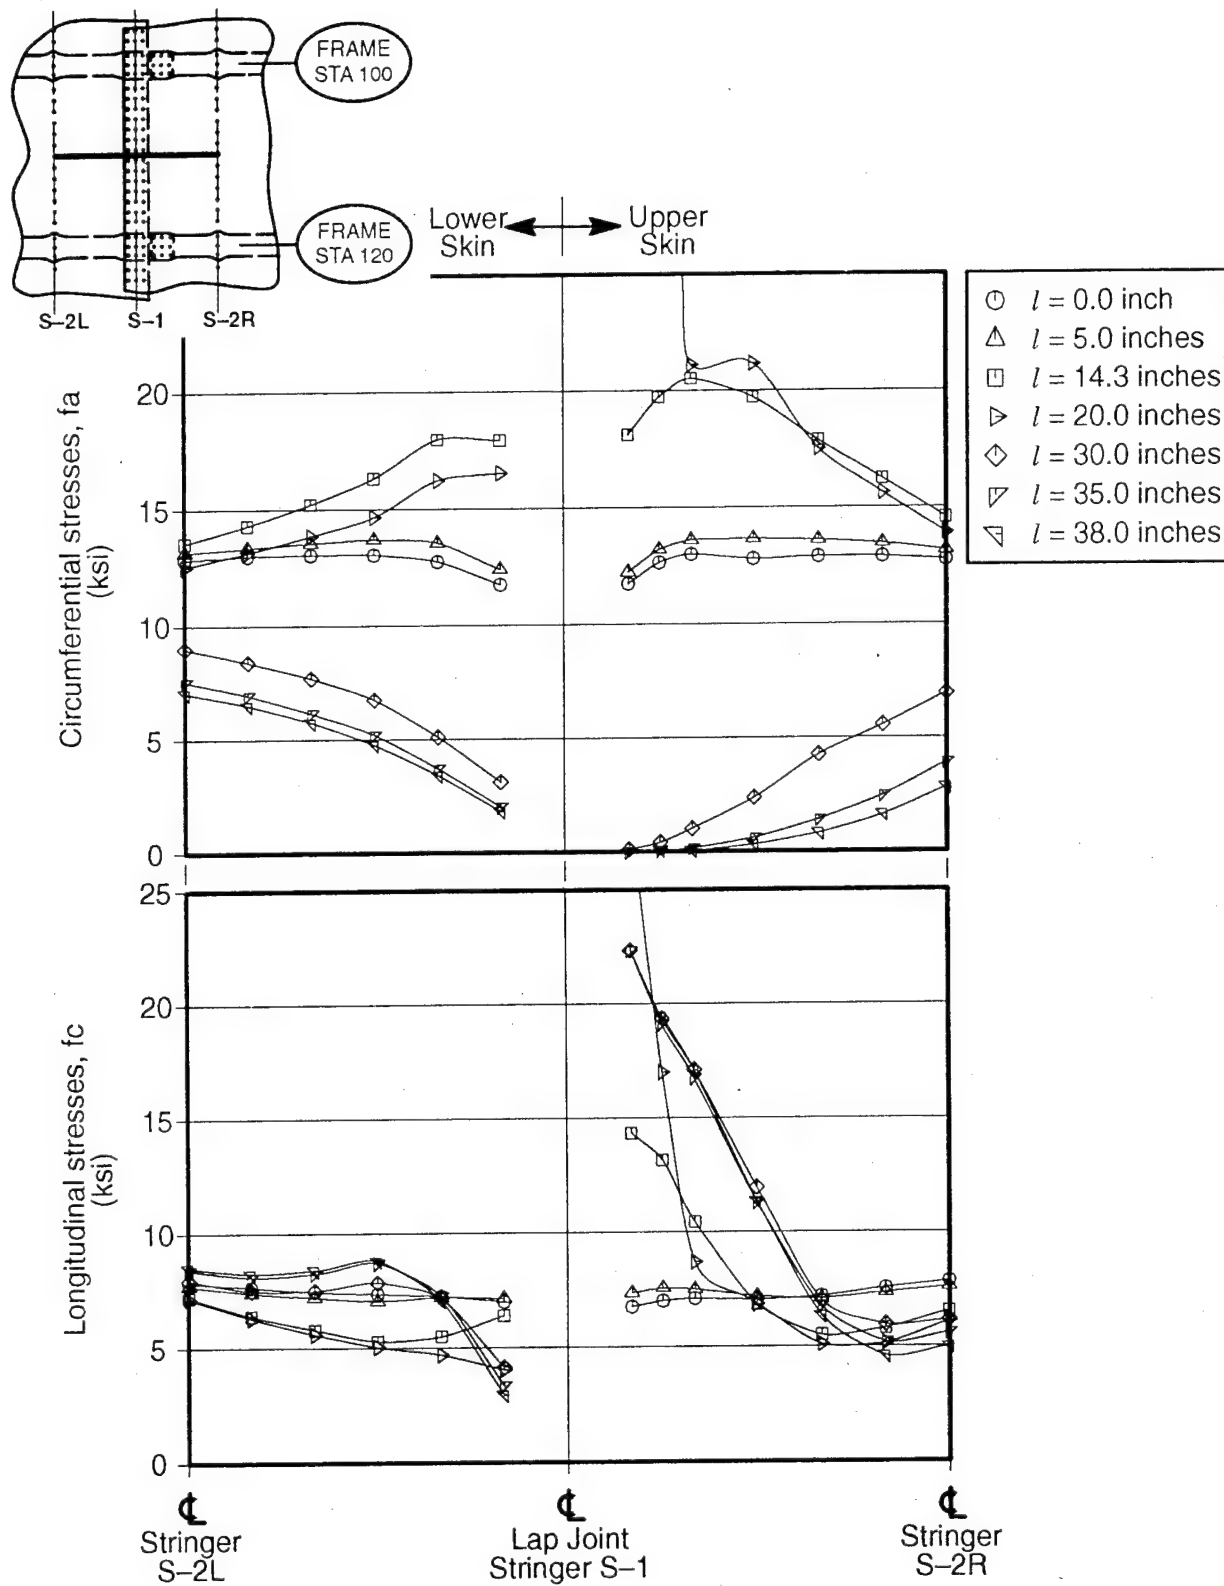 FRAME
STA 100
FRAME
STA 120
S–2L
S–1
S–2R
Lower
Skin
Upper
Skin
l = 0.0 inch
l = 5.0 inches
l = 14.3 inches
l = 20.0 inches
l = 30.0 inches
l = 35.0 inches
l = 38.0 inches
Circumferential stresses, fa
(ksi)
20
15
10
5
0
Longitudinal stresses, fc
(ksi)
25
20
15
10
5
0
℄
Stringer
S–2L
℄
Lap Joint
Stringer S–1
℄
Stringer
S–2R